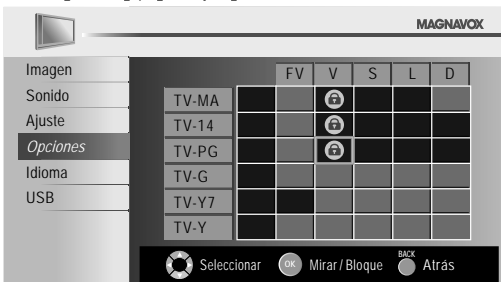 MAGNAVOX
Imagen
Sonido
Ajuste
Opciones
Idioma
USB
FV V S L D
TV-MA
TV-14
TV-PG
TV-G
TV-Y7
TV-Y
Seleccionar OK Mirar / Bloque BACK Atrás